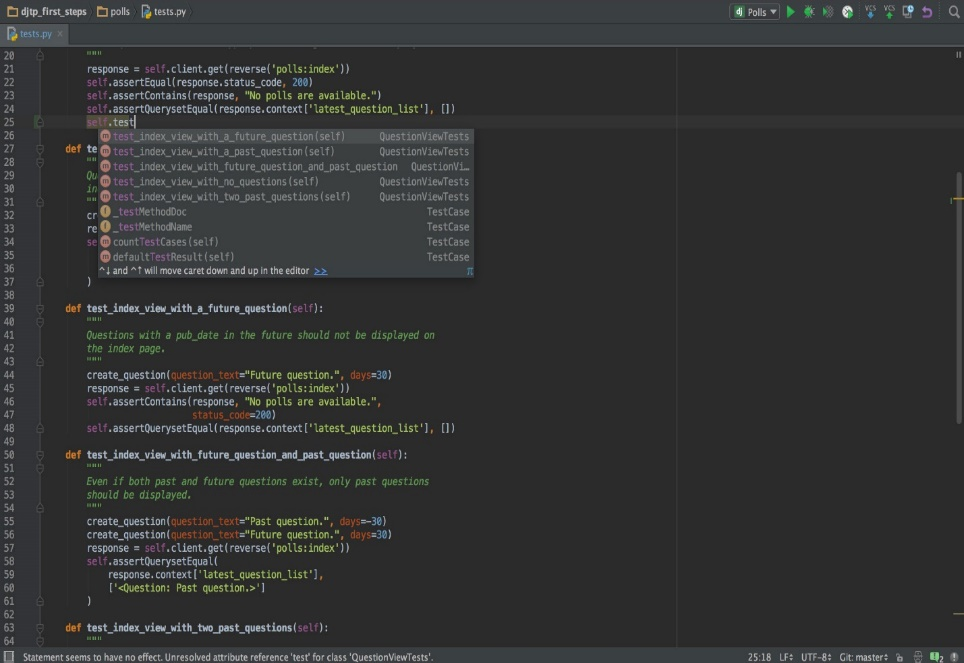 djtp_first_steps polls tests.py Polls VCS VCS
tests.py ×
20 """
21 response = self.client.get(reverse('polls:index'))
22 self.assertEqual(response.status_code, 200)
23 self.assertContains(response, "No polls are available.")
24 self.assertQuerysetEqual(response.context['latest_question_list'], [])
25 self.test
26 test_index_view_with_a_future_question(self) QuestionViewTests
27 def te test_index_view_with_a_past_question(self) QuestionViewTests
28 "" test_index_view_with_future_question_and_past_question QuestionVi…
29 Qu test_index_view_with_no_questions(self) QuestionViewTests
30 in test_index_view_with_two_past_questions(self) QuestionViewTests
31 "" _testMethodDoc TestCase
32 cr _testMethodName TestCase
33 re
34 se countTestCases(self) TestCase
35 defaultTestResult(self) TestCase
36 ^↓ and ^↑ will move caret down and up in the editor >> π
37 )
38
39 def test_index_view_with_a_future_question(self):
40 """
41 Questions with a pub_date in the future should not be displayed on
42 the index page.
43 """
44 create_question(question_text="Future question.", days=30)
45 response = self.client.get(reverse('polls:index'))
46 self.assertContains(response, "No polls are available.",
47 status_code=200)
48 self.assertQuerysetEqual(response.context['latest_question_list'], [])
49
50 def test_index_view_with_future_question_and_past_question(self):
51 """
52 Even if both past and future questions exist, only past questions
53 should be displayed.
54 """
55 create_question(question_text="Past question.", days=-30)
56 create_question(question_text="Future question.", days=30)
57 response = self.client.get(reverse('polls:index'))
58 self.assertQuerysetEqual(
59 response.context['latest_question_list'],
60 ['<Question: Past question.>']
61 )
62
63 def test_index_view_with_two_past_questions(self):
64 """
Statement seems to have no effect. Unresolved attribute reference 'test' for class 'QuestionViewTests'. 25:18 LF÷ UTF-8÷ Git: master÷